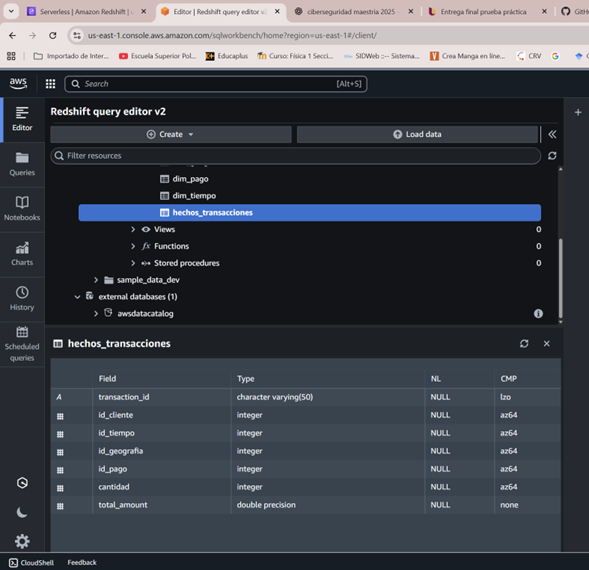 Serverless | Amazon Redshift | u
Editor | Redshift query editor v2
ciberseguridad maestria 2025 -
Entrega final prueba práctica
GitH
us-east-1.console.aws.amazon.com/sqlworkbench/home?region=us-east-1#/client/
Importado de Inter...
Escuela Superior Pol...
Educaplus
Curso: Física 1 Secci...
SIDWeb ::-- Sistema...
Crea Manga en líne...
CRV
aws
Search
[Alt+S]
Editor
Queries
Notebooks
Charts
History
Scheduled
queries
Redshift query editor v2
Create
Load data
Filter resources
dim_pago
dim_tiempo
hechos_transacciones
Views 0
fx Functions 0
Stored procedures 0
sample_data_dev
external databases (1)
awsdatacatalog
hechos_transacciones
Field Type NL CMP
A transaction_id character varying(50) NULL lzo
id_cliente integer NULL az64
id_tiempo integer NULL az64
id_geografia integer NULL az64
id_pago integer NULL az64
cantidad integer NULL az64
total_amount double precision NULL none
CloudShell Feedback